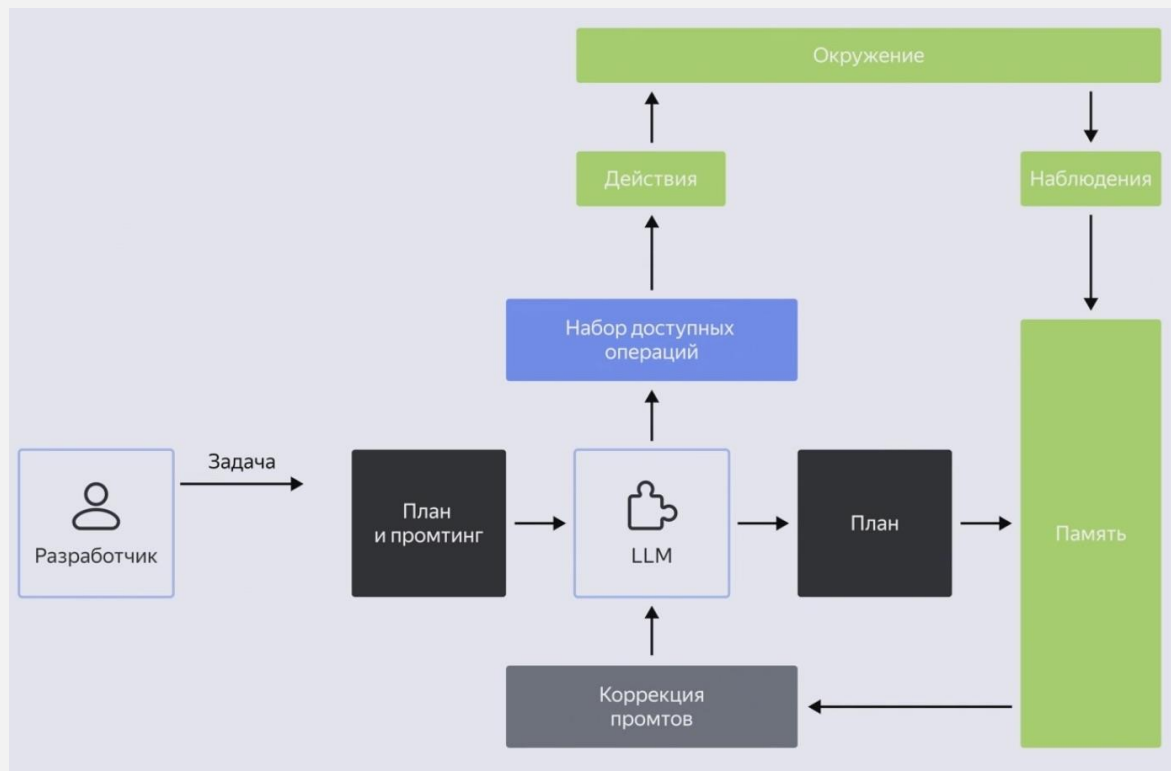 Окружение
Действия
Наблюдения
Набор доступных
операций
Задача
Разработчик
План
и промтинг
LLM
План
Память
Коррекция
промтов